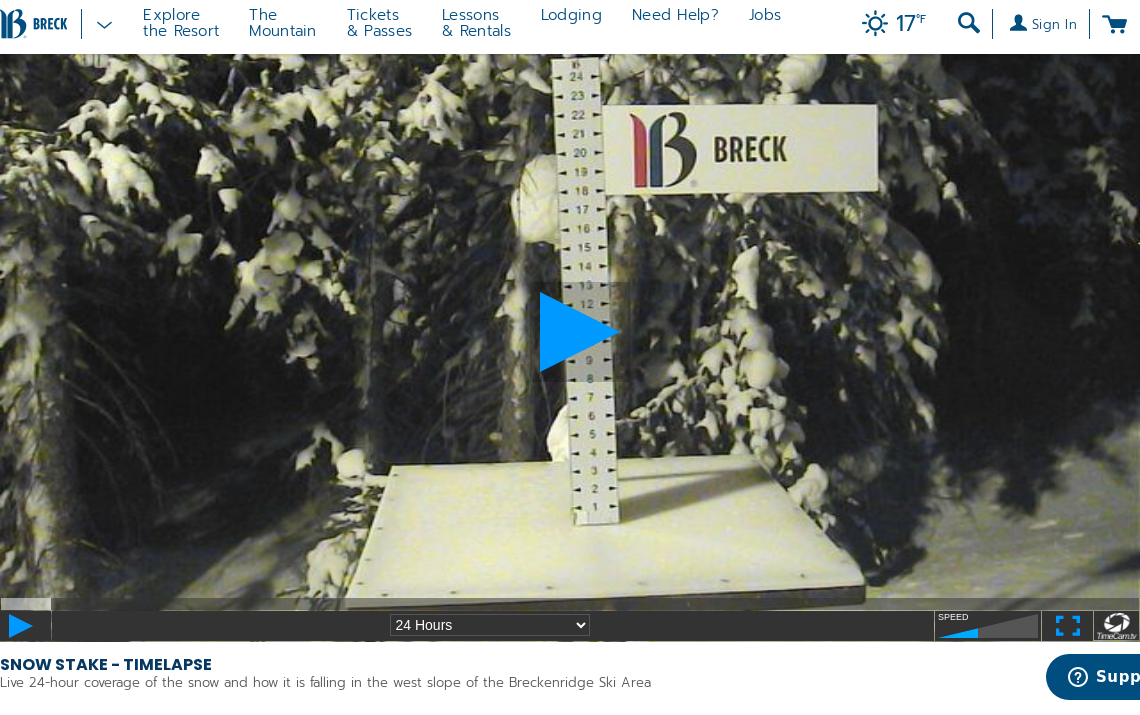 BRECK
Explore
the Resort
The
Mountain
Tickets
& Passes
Lessons
& Rentals
Lodging
Need Help?
Jobs
17°F
Sign In
24
23
22
21
20
19
18
17
16
15
14
13
12
9
8
7
6
5
4
3
2
1
B BRECK
24 Hours
SPEED
TimeCam.tv
SNOW STAKE - TIMELAPSE
Live 24-hour coverage of the snow and how it is falling in the west slope of the Breckenridge Ski Area
Supp